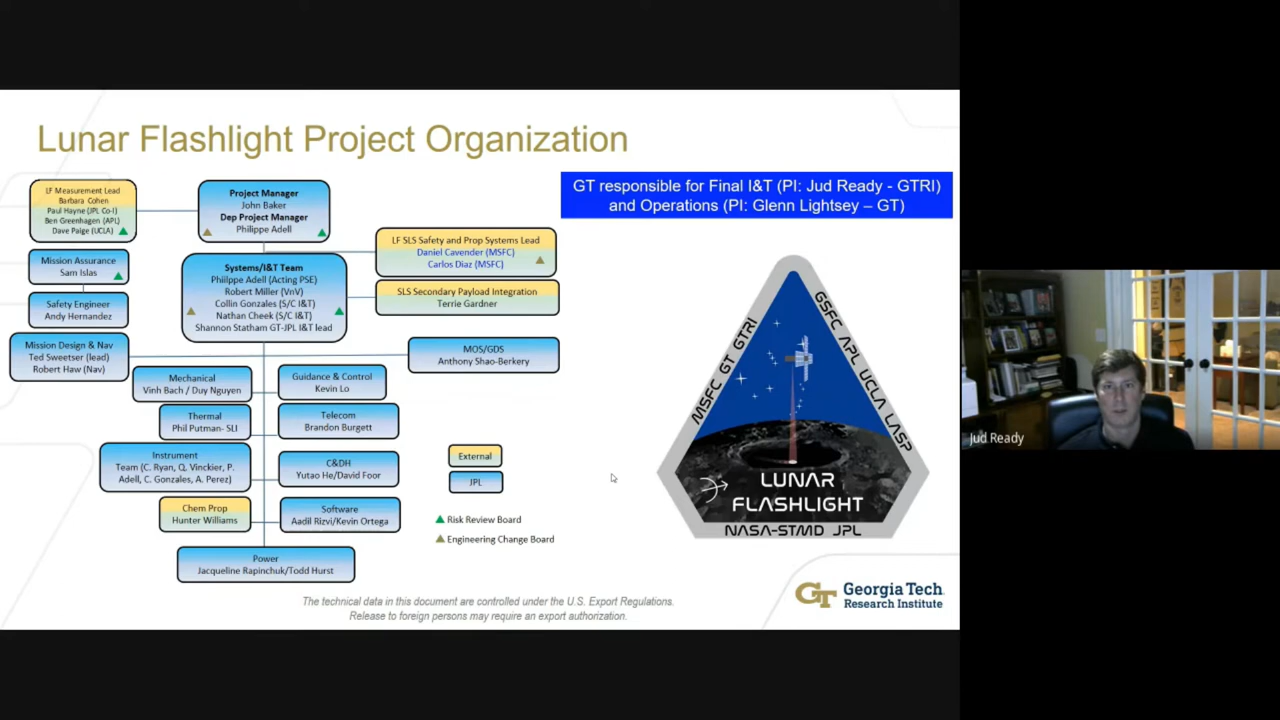 Lunar Flashlight Project Organization
GT responsible for Final I&T (PI: Jud Ready - GTRI)
and Operations (PI: Glenn Lightsey – GT)
LF Measurement Lead
Barbara Cohen
Paul Hayne (JPL Co-I)
Ben Greenhagen (APL)
Dave Paige (UCLA)
Project Manager
John Baker
Dep Project Manager
Philippe Adell
LF SLS Safety and Prop Systems Lead
Daniel Cavender (MSFC)
Carlos Diaz (MSFC)
Mission Assurance
Sam Islas
Systems/I&T Team
Philippe Adell (Acting PSE)
Robert Miller (VnV)
Collin Gonzales (S/C I&T)
Nathan Cheek (S/C I&T)
Shannon Statham GT-JPL I&T lead
SLS Secondary Payload Integration
Terrie Gardner
Safety Engineer
Andy Hernandez
Mission Design & Nav
Ted Sweetser (lead)
Robert Haw (Nav)
MOS/GDS
Anthony Shao-Berkery
Mechanical
Vinh Bach / Duy Nguyen
Guidance & Control
Kevin Lo
Thermal
Phil Putman- SLI
Telecom
Brandon Burgett
Instrument
Team (C. Ryan, Q, Vinckier, P.
Adell, C. Gonzales, A. Perez)
C&DH
Yutao He/David Foor
Chem Prop
Hunter Williams
Software
Aadil Rizvi/Kevin Ortega
Power
Jacqueline Rapinchuk/Todd Hurst
External
JPL
Risk Review Board
Engineering Change Board
MSFC GT GTRI
GSFC APL UCLA LASP
LUNAR
FLASHLIGHT
NASA-STMD JPL
The technical data in this document are controlled under the U.S. Export Regulations.
Release to foreign persons may require an export authorization.
GT
Georgia Tech
Research Institute
Jud Ready